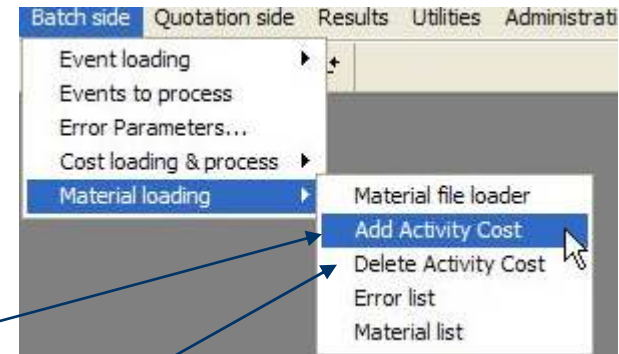 Batch side Quotation side Results Utilities Administrati
Event loading
Events to process
Error Parameters...
Cost loading & process
Material loading
Material file loader
Add Activity Cost
Delete Activity Cost
Error list
Material list